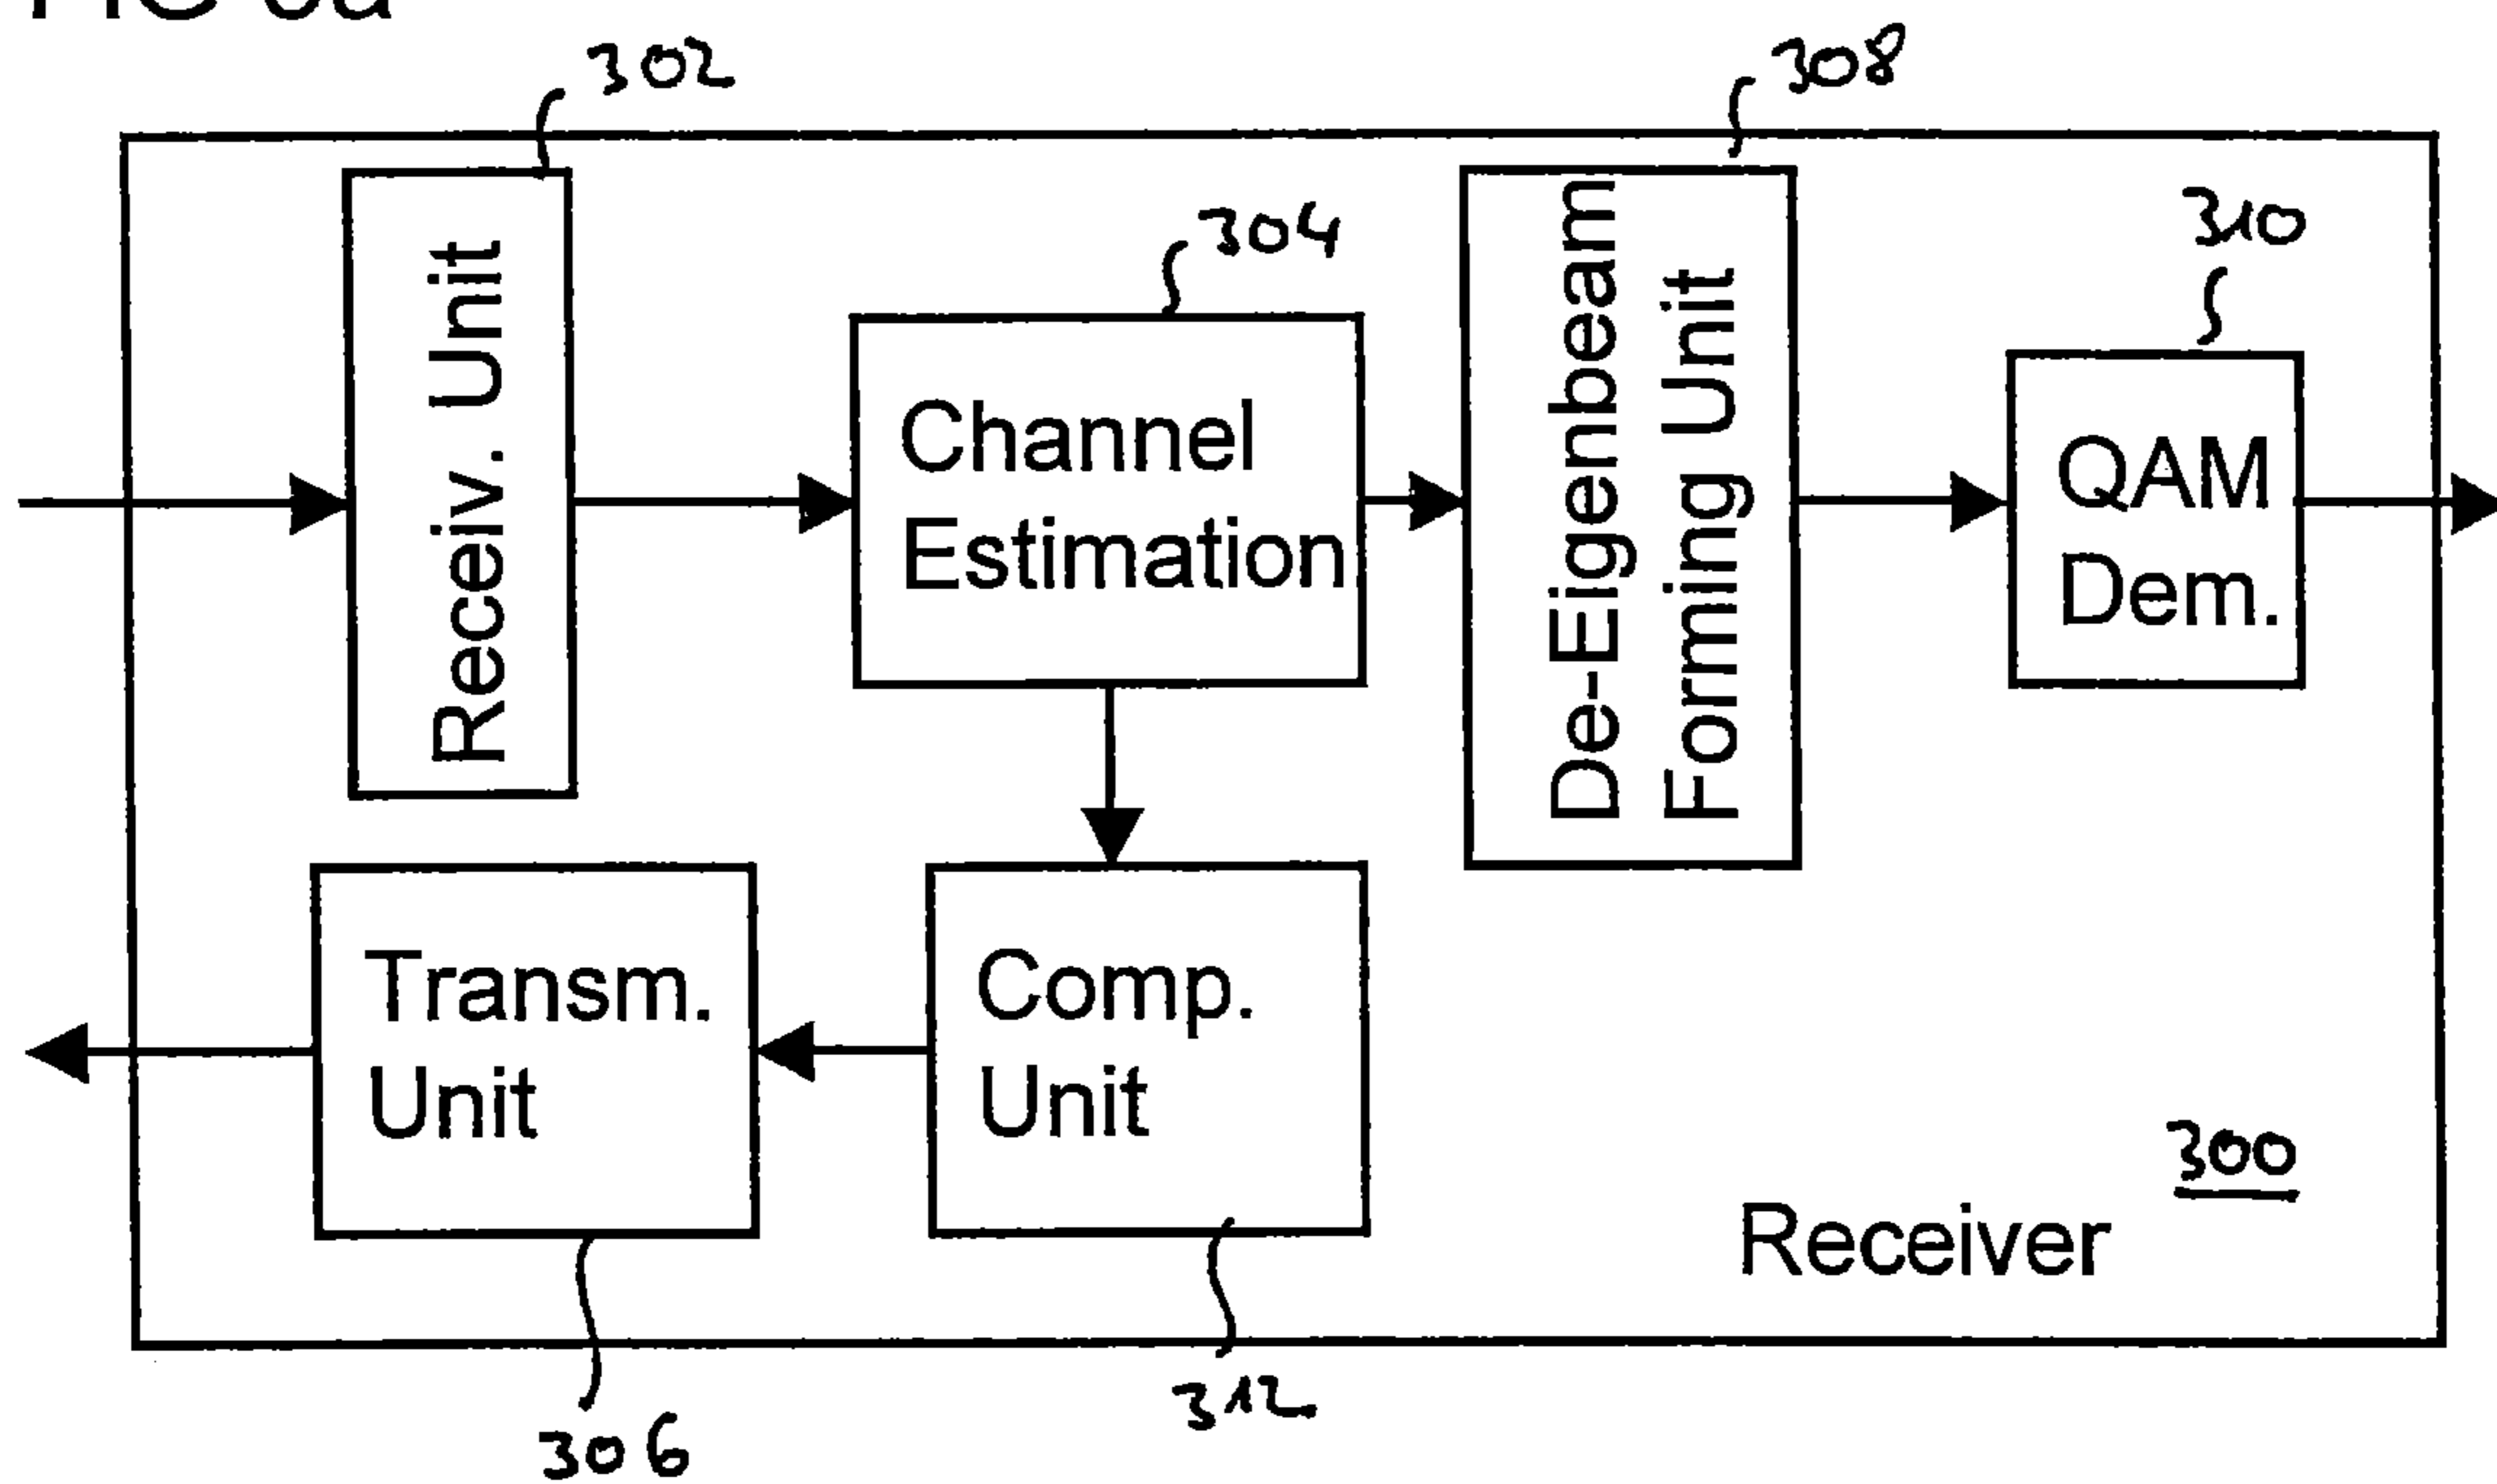 302
308
304
310
Receiv. Unit
Channel
Estimation
De-Eigenbeam
Forming Unit
QAM
Dem.
Transm.
Unit
Comp.
Unit
300
Receiver
312
306